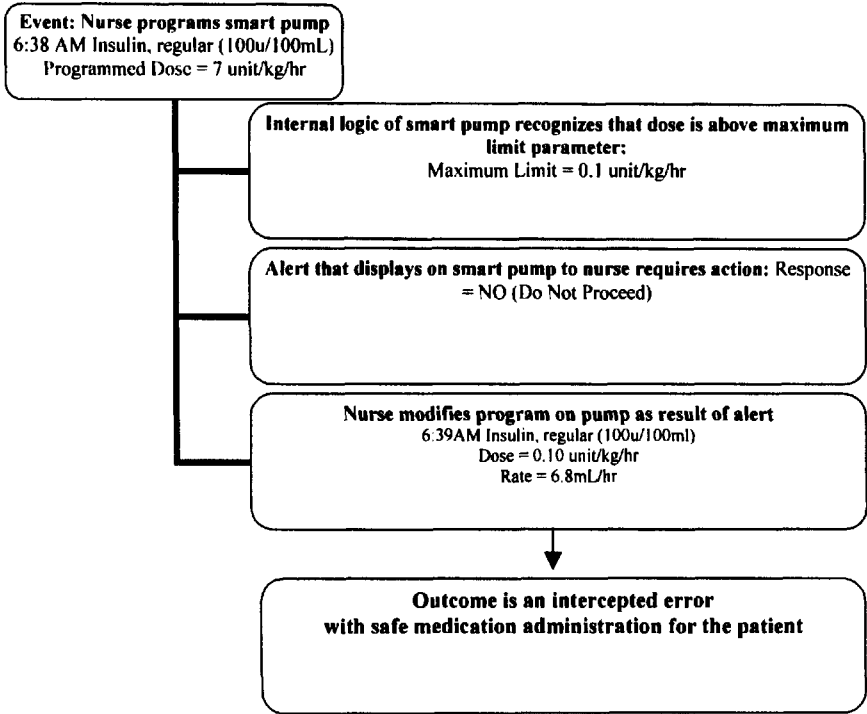 Event: Nurse programs smart pump
6:38 AM Insulin, regular (100u/100mL)
Programmed Dose = 7 unit/kg/hr
Internal logic of smart pump recognizes that dose is above maximum
limit parameter:
Maximum Limit = 0.1 unit/kg/hr
Alert that displays on smart pump to nurse requires action: Response
= NO (Do Not Proceed)
Nurse modifies program on pump as result of alert
6:39AM Insulin, regular (100u/100ml)
Dose = 0.10 unit/kg/hr
Rate = 6.8mL/hr
Outcome is an intercepted error
with safe medication administration for the patient